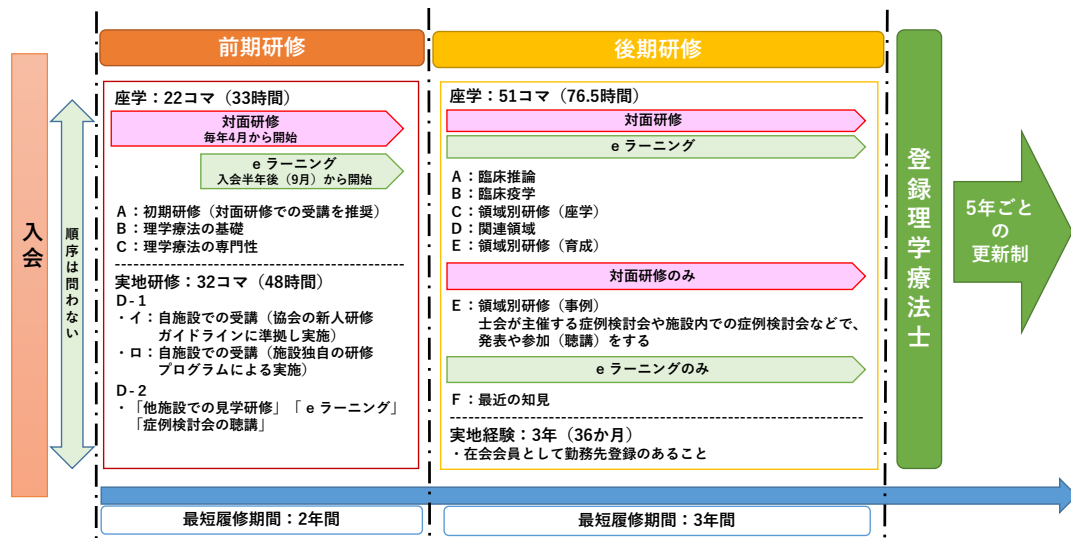 入会
順序は問わない
前期研修
座学：22コマ（33時間）
対面研修
毎年4月から開始
e ラーニング
入会半年後（9月）から開始
A：初期研修（対面研修での受講を推奨）
B：理学療法の基礎
C：理学療法の専門性
実地研修：32コマ（48時間）
D-1
・イ：自施設での受講（協会の新人研修
ガイドラインに準拠し実施）
・ロ：自施設での受講（施設独自の研修
プログラムによる実施）
D-2
・「他施設での見学研修」「 e ラーニング」
「症例検討会の聴講」
最短履修期間：2年間
後期研修
座学：51コマ（76.5時間）
対面研修
e ラーニング
A：臨床推論
B：臨床疫学
C：領域別研修（座学）
D：関連領域
E：領域別研修（育成）
対面研修のみ
E：領域別研修（事例）
士会が主催する症例検討会や施設内での症例検討会などで、
発表や参加（聴講）をする
e ラーニングのみ
F：最近の知見
実地経験：3年（36か月）
・在会会員として勤務先登録のあること
最短履修期間：3年間
登録理学療法士
5年ごと
の
更新制